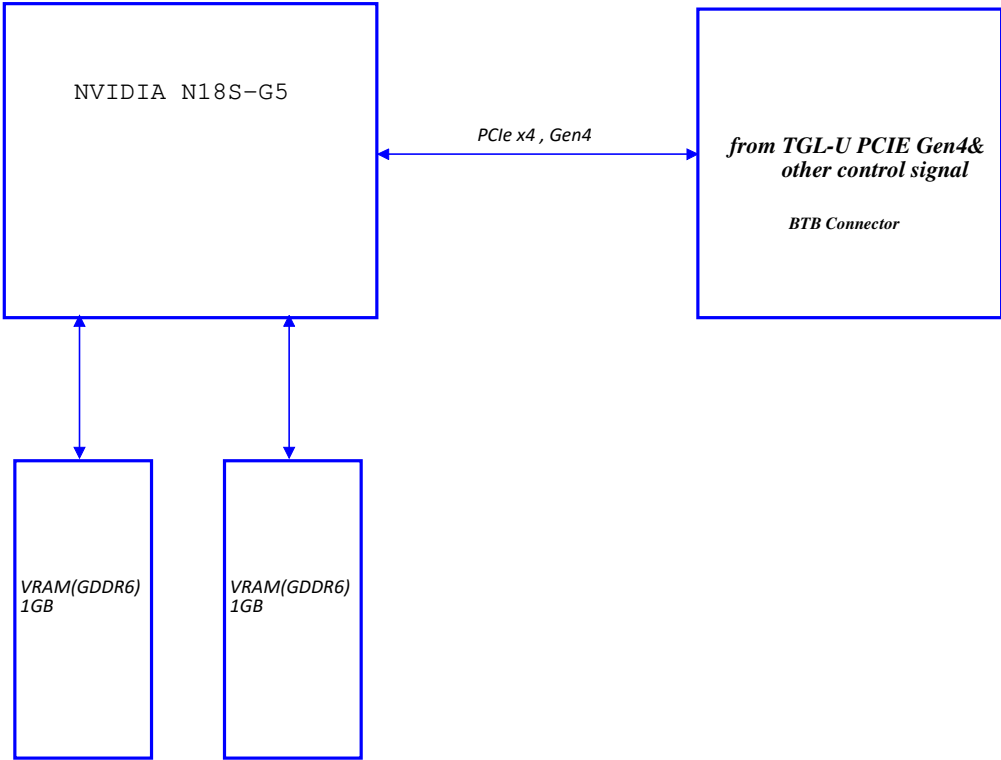 NVIDIA N18S-G5
PCIe x4 , Gen4
from TGL-U PCIE Gen4&
other control signal
BTB Connector
VRAM(GDDR6)
1GB
VRAM(GDDR6)
1GB